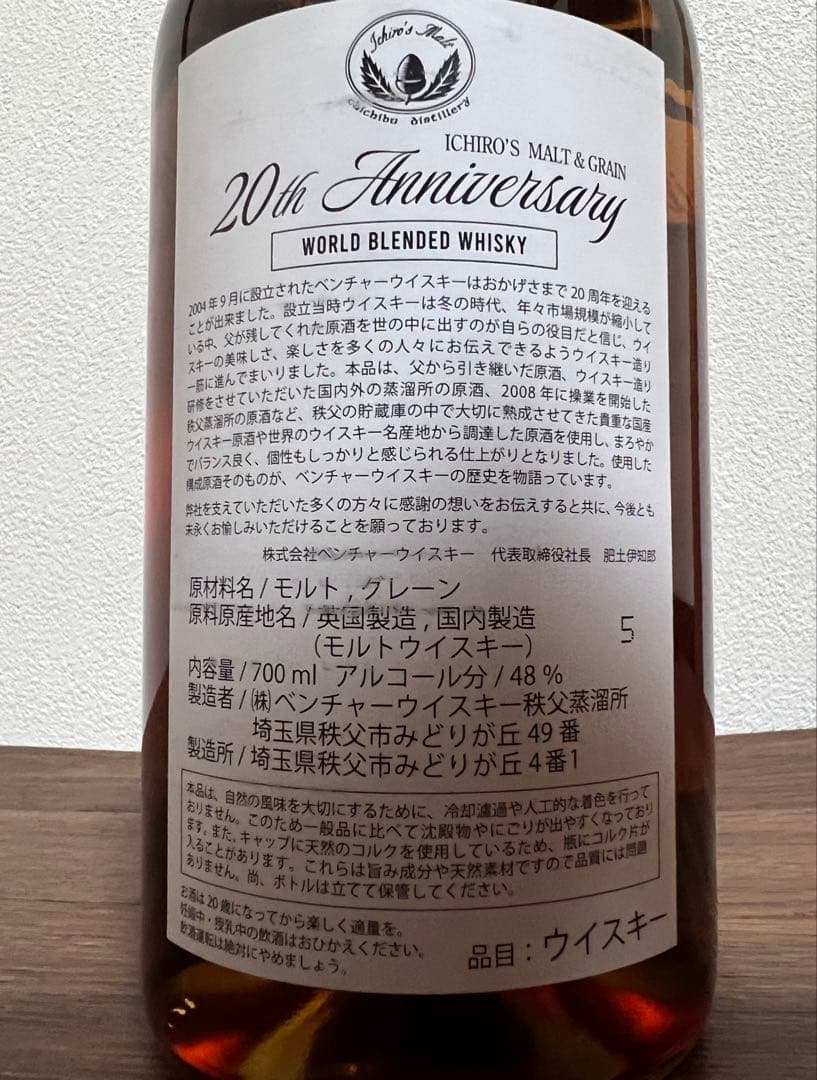 Ichiro's Malt
chichibu distillery
ICHIRO'S MALT & GRAIN
20th Anniversary
WORLD BLENDED WHISKY
2004年9月に設立されたベンチャーウイスキーはおかげさまで20周年を迎える
ことが出来ました。設立当時ウイスキーは冬の時代、年々市場規模が縮小して
いる中、父が残してくれた原酒を世の中に出すのが自らの役目だと信じ、ウイ
スキーの美味しさ、楽しさを多くの人々にお伝えできるようウイスキー造り
一筋に進んでまいりました。本品は、父から引き継いだ原酒、ウイスキー造り
研修をさせていただいた国内外の蒸溜所の原酒、2008年に操業を開始した
秩父蒸溜所の原酒など、秩父の貯蔵庫の中で大切に熟成させてきた貴重な国産
ウイスキー原酒や世界のウイスキー名産地から調達した原酒を使用し、まろやか
でバランス良く、個性もしっかりと感じられる仕上がりとなりました。使用した
構成原酒そのものが、ベンチャーウイスキーの歴史を物語っています。
弊社を支えていただいた多くの方々に感謝の想いをお伝えすると共に、今後とも
末永くお愉しみいただけることを願っております。
株式会社ベンチャーウイスキー 代表取締役社長 肥土伊知郎
原材料名 / モルト , グレーン
原料原産地名 / 英国製造 , 国内製造
(モルトウイスキー)
5
内容量 / 700 ml アルコール分 / 48 %
製造者 / ㈱ベンチャーウイスキー秩父蒸溜所
埼玉県秩父市みどりが丘 49 番
製造所 / 埼玉県秩父市みどりが丘 4 番1
本品は、自然の風味を大切にするために、冷却濾過や人工的な着色を行って
おりません。このため一般品に比べて沈殿物やにごりが出やすくなっており
ます。また、キャップに天然のコルクを使用しているため、瓶にコルク片が
入ることがあります。これらは旨み成分や天然素材ですので品質には問題
ありません。尚、ボトルは立てて保管してください。
お酒は20歳になってから楽しく適量を。
妊娠中・授乳中の飲酒はおひかえください。
飲酒運転は絶対にやめましょう。
品目：ウイスキー